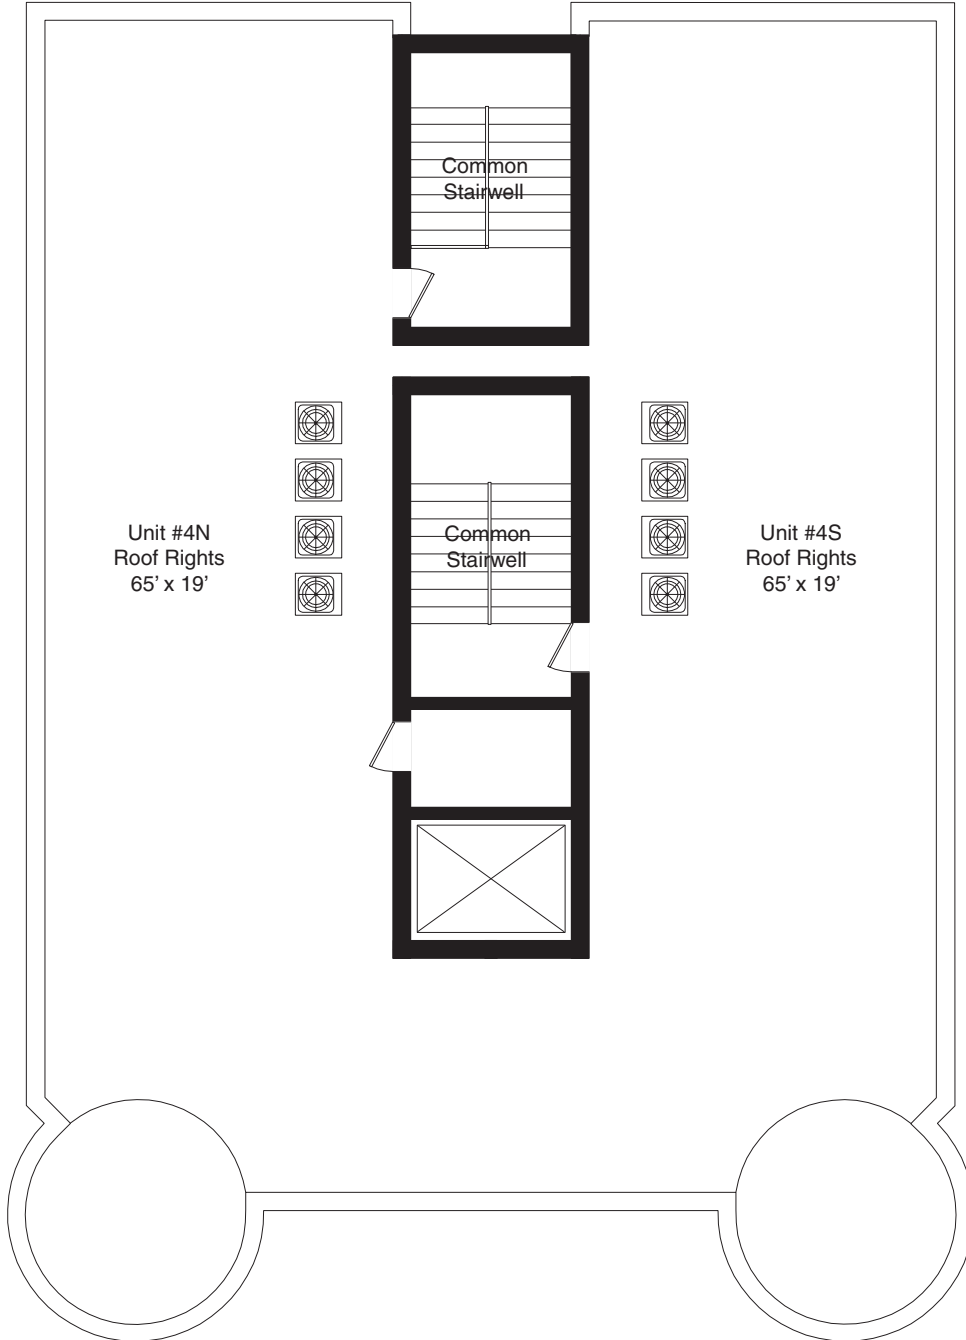 Common
Stairwell
Unit #4N
Roof Rights
65’ x 19’
Common
Stairwell
Unit #4S
Roof Rights
65’ x 19’